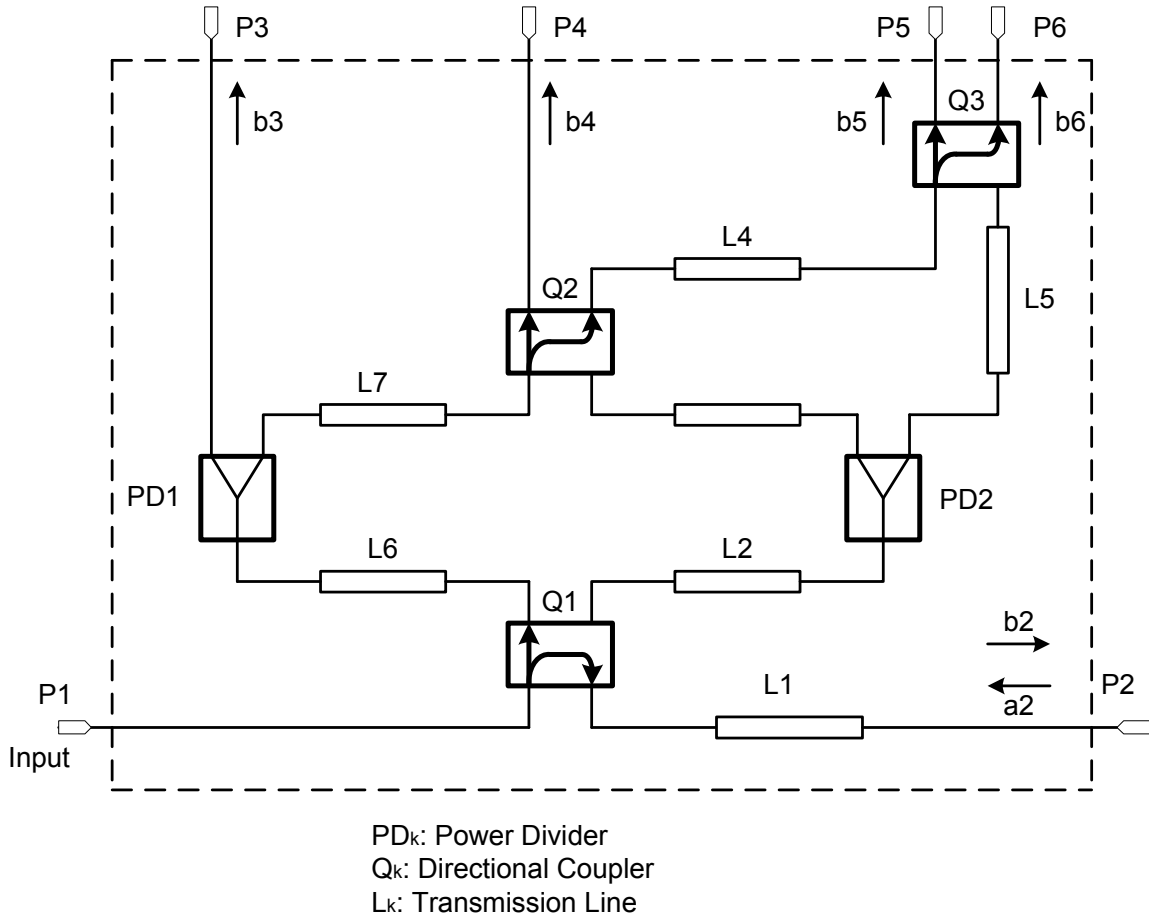 P3
P4
P5
P6
Q3
b3
b4
b5
b6
L4
Q2
L5
L7
PD1
PD2
L6
L2
Q1
b2
P1
L1
a2
P2
Input
PDk: Power Divider
Qk: Directional Coupler
Lk: Transmission Line